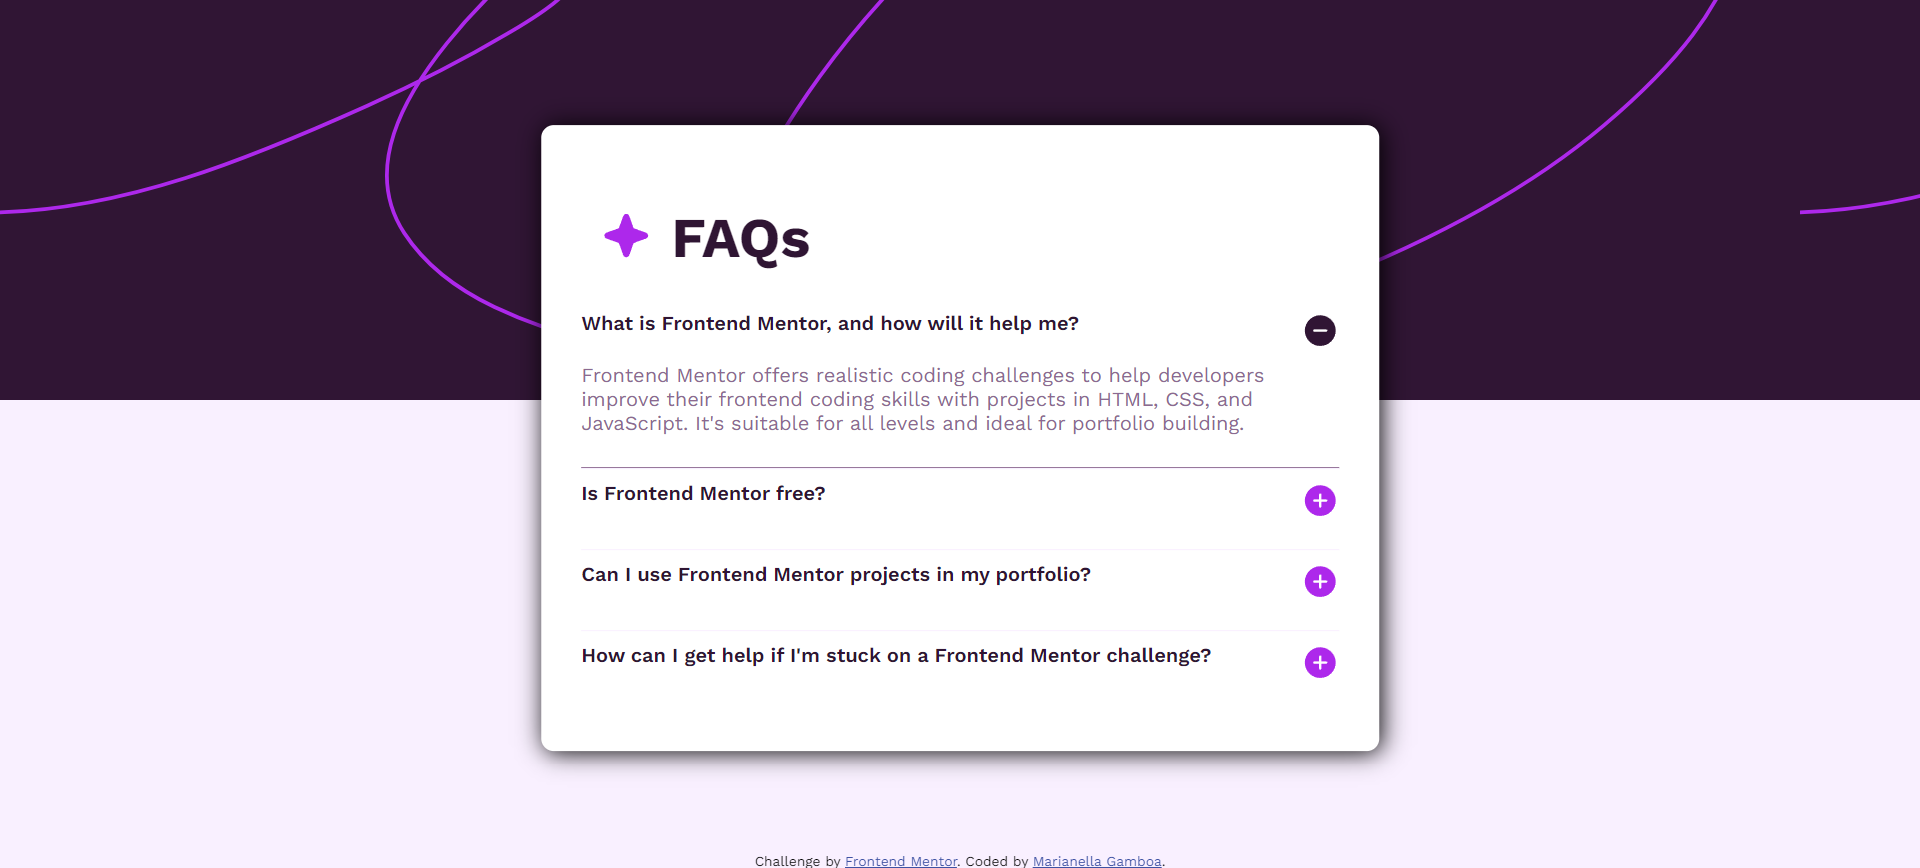 FAQs
What is Frontend Mentor, and how will it help me?
Frontend Mentor offers realistic coding challenges to help developers
improve their frontend coding skills with projects in HTML, CSS, and
JavaScript. It's suitable for all levels and ideal for portfolio building.
Is Frontend Mentor free?
Can I use Frontend Mentor projects in my portfolio?
How can I get help if I'm stuck on a Frontend Mentor challenge?
Challenge by Frontend Mentor. Coded by Marianella Gamboa.